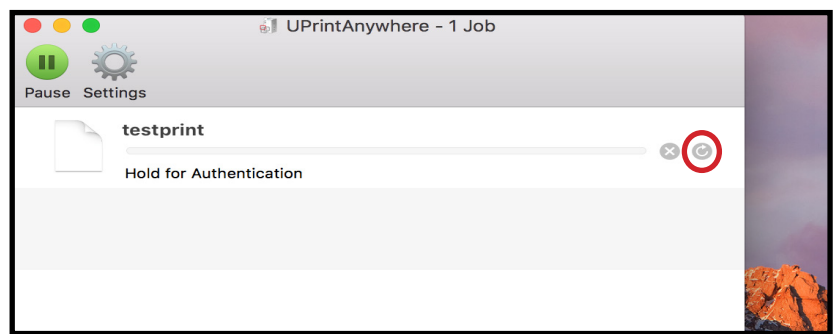 UPrintAnywhere - 1 Job
Pause Settings
testprint
Hold for Authentication